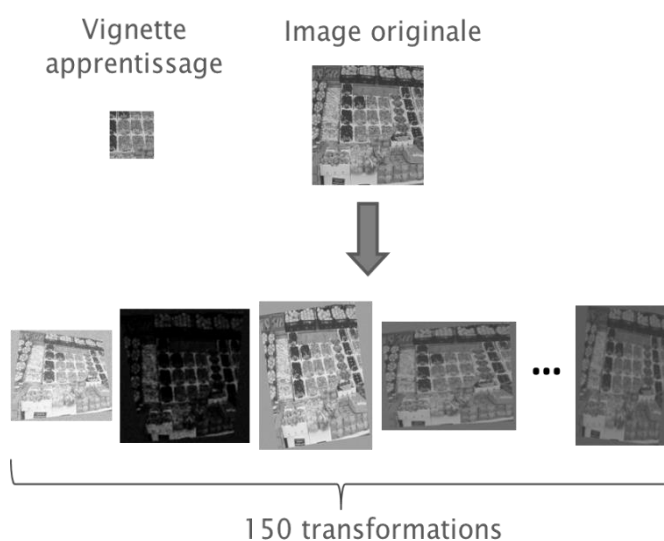 Vignette
apprentissage
Image originale
...
150 transformations